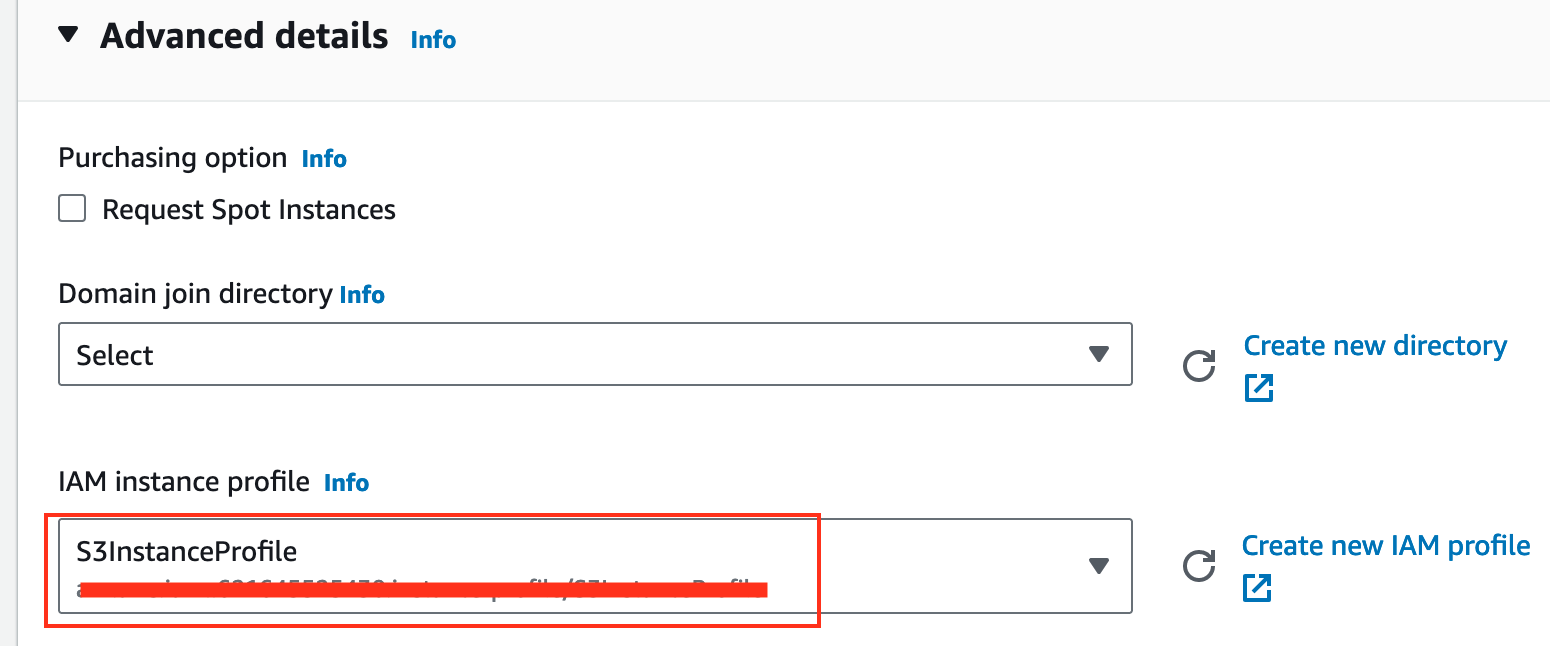 Advanced details Info
Purchasing option Info
Request Spot Instances
Domain join directory Info
Select
Create new directory
IAM instance profile Info
S3InstanceProfile
Create new IAM profile